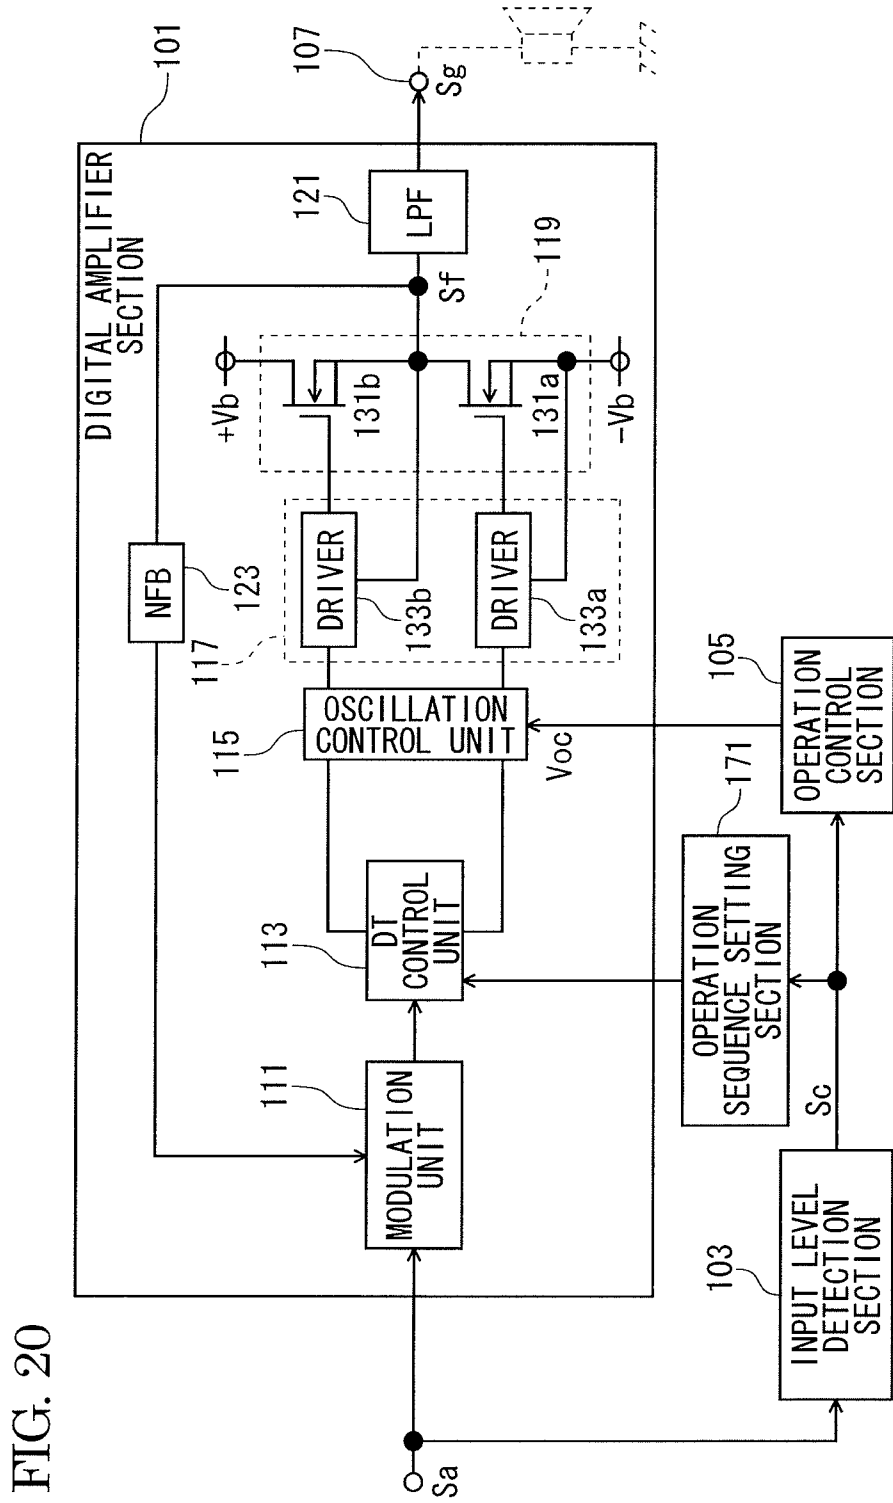 FIG. 20
DIGITAL AMPLIFIER
SECTION
101
NFB
123
+Vb
117
119
121
LPF
107
Sg
Sf
131b
DRIVER
133b
115
OSCILLATION
CONTROL UNIT
113
DT
CONTROL
UNIT
111
MODULATION
UNIT
Sa
DRIVER
133a
131a
-Vb
Voc
103
INPUT LEVEL
DETECTION
SECTION
Sc
171
OPERATION
SEQUENCE SETTING
SECTION
105
OPERATION
CONTROL
SECTION